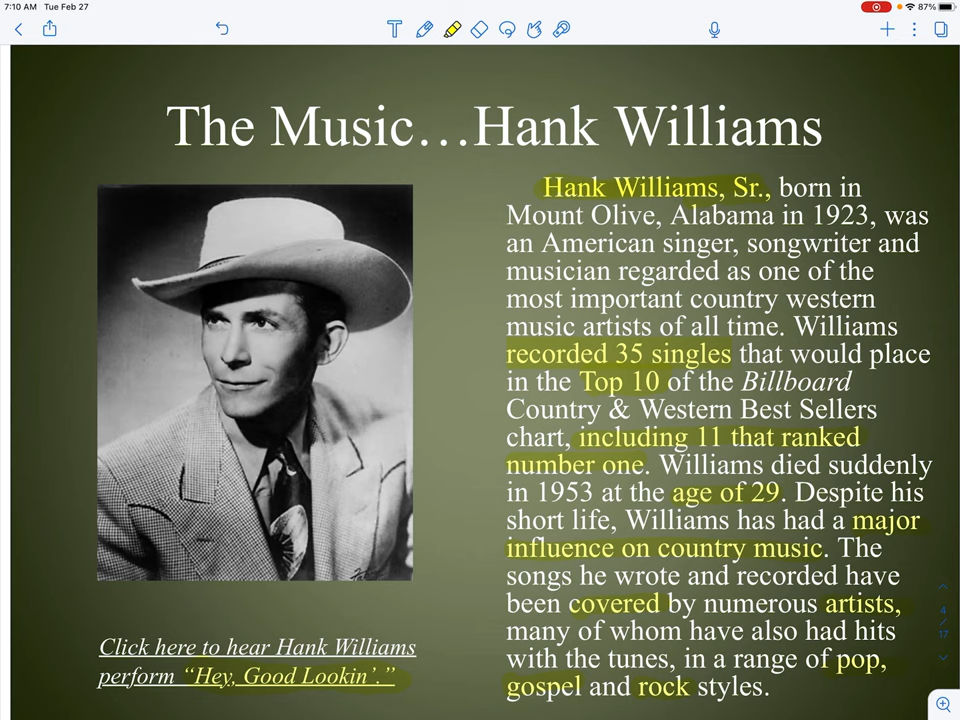 7:10 AM Tue Feb 27
87%
The Music…Hank Williams
Hank Williams, Sr., born in
Mount Olive, Alabama in 1923, was
an American singer, songwriter and
musician regarded as one of the
most important country western
music artists of all time. Williams
recorded 35 singles that would place
in the Top 10 of the Billboard
Country & Western Best Sellers
chart, including 11 that ranked
number one. Williams died suddenly
in 1953 at the age of 29. Despite his
short life, Williams has had a major
influence on country music. The
songs he wrote and recorded have
been covered by numerous artists,
many of whom have also had hits
with the tunes, in a range of pop,
gospel and rock styles.
Click here to hear Hank Williams
perform “Hey, Good Lookin’.”
4
/
17